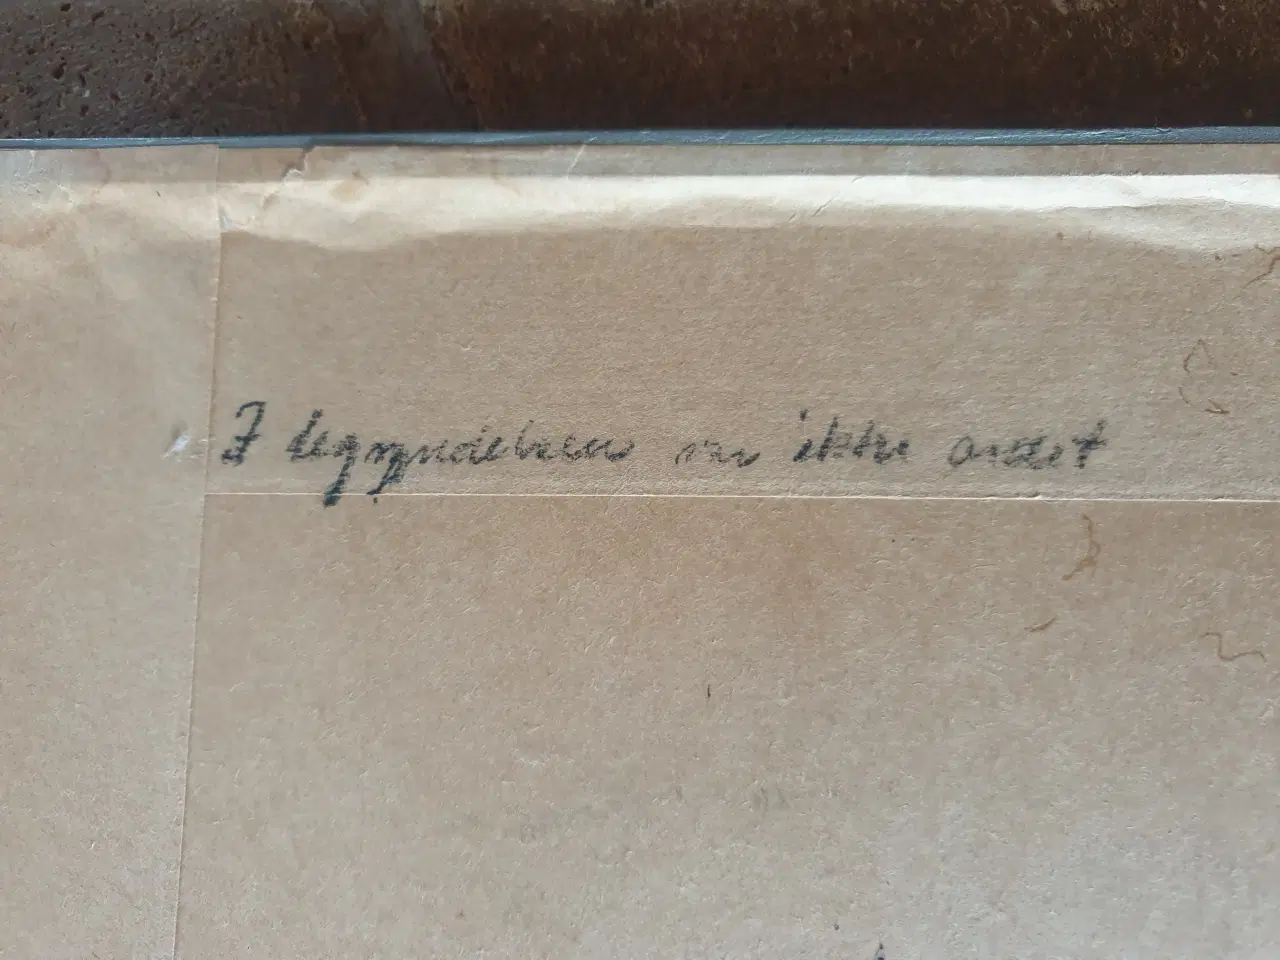 I begyndelsen var ikke ordet